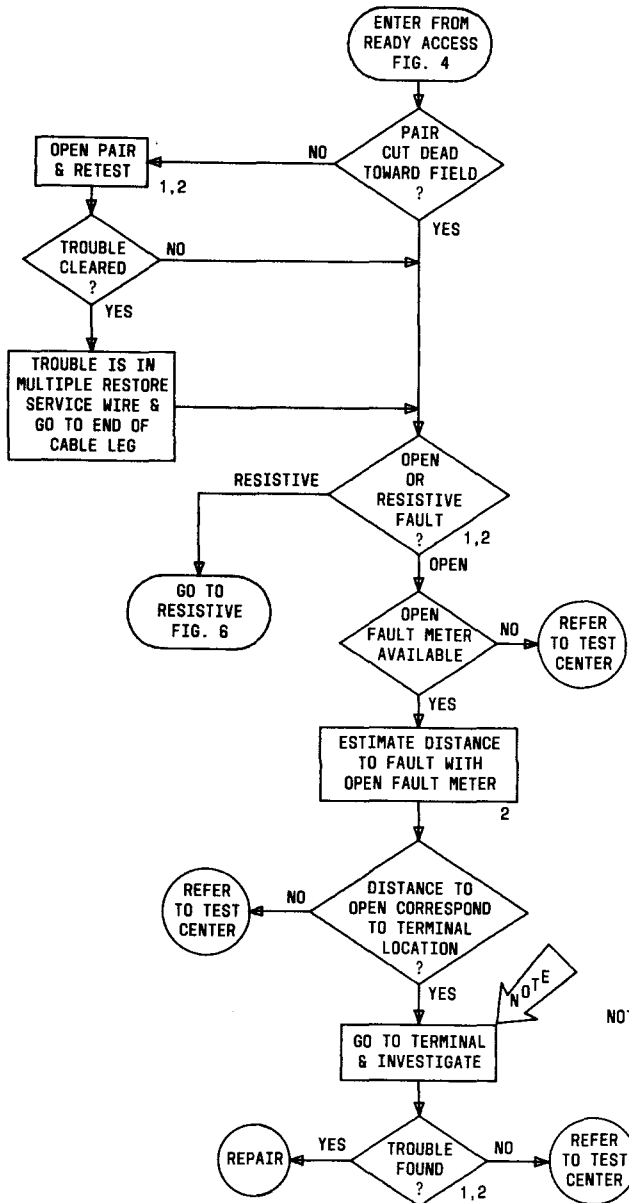 ENTER FROM
READY ACCESS
FIG. 4
PAIR
CUT DEAD
TOWARD FIELD
?
NO
YES
OPEN PAIR
& RETEST
1,2
TROUBLE
CLEARED
?
NO
YES
TROUBLE IS IN
MULTIPLE RESTORE
SERVICE WIRE &
GO TO END OF
CABLE LEG
OPEN
OR
RESISTIVE
FAULT
?
1,2
RESISTIVE
OPEN
GO TO
RESISTIVE
FIG. 6
OPEN
FAULT METER
AVAILABLE
NO
REFER
TO TEST
CENTER
YES
ESTIMATE DISTANCE
TO FAULT WITH
OPEN FAULT METER
2
DISTANCE TO
OPEN CORRESPOND
TO TERMINAL
LOCATION
?
NO
REFER
TO TEST
CENTER
YES
NOTE
NOT
GO TO TERMINAL
& INVESTIGATE
TROUBLE
FOUND
?
1,2
YES
REPAIR
NO
REFER
TO TEST
CENTER